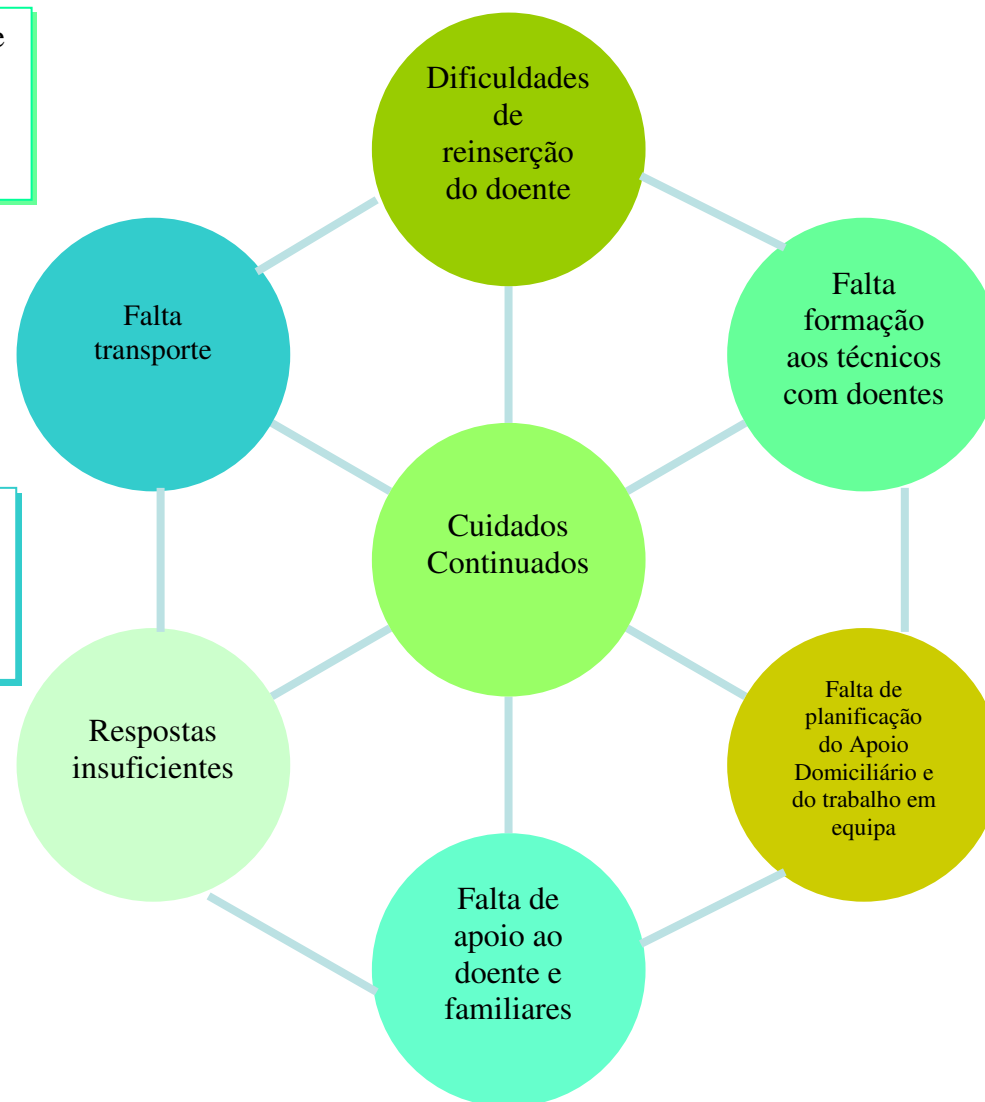 e
Dificuldades
de
reinserção
do doente
Falta
transporte
Falta
formação
aos técnicos
com doentes
Cuidados
Continuados
Respostas
insuficientes
Falta de
planificação
do Apoio
Domiciliário e
do trabalho em
equipa
Falta de
apoio ao
doente e
familiares